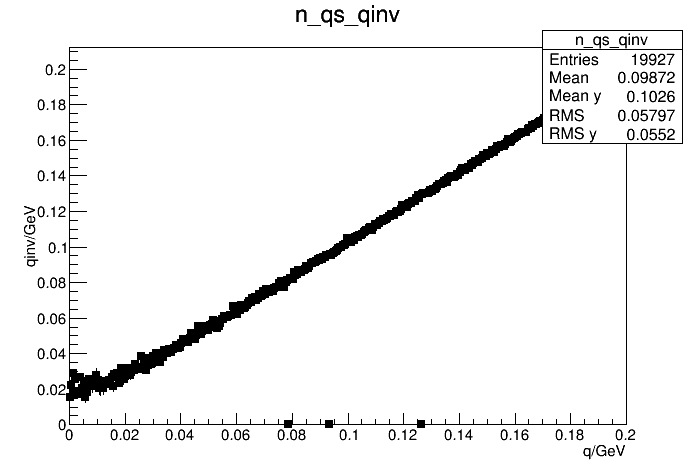 n_qs_qinv
n_qs_qinv
Entries 19927
Mean 0.09872
Mean y 0.1026
RMS 0.05797
RMS y 0.0552
qinv/GeV
0.2
0.18
0.16
0.14
0.12
0.1
0.08
0.06
0.04
0.02
0
0 0.02 0.04 0.06 0.08 0.1 0.12 0.14 0.16 0.18 0.2
q/GeV